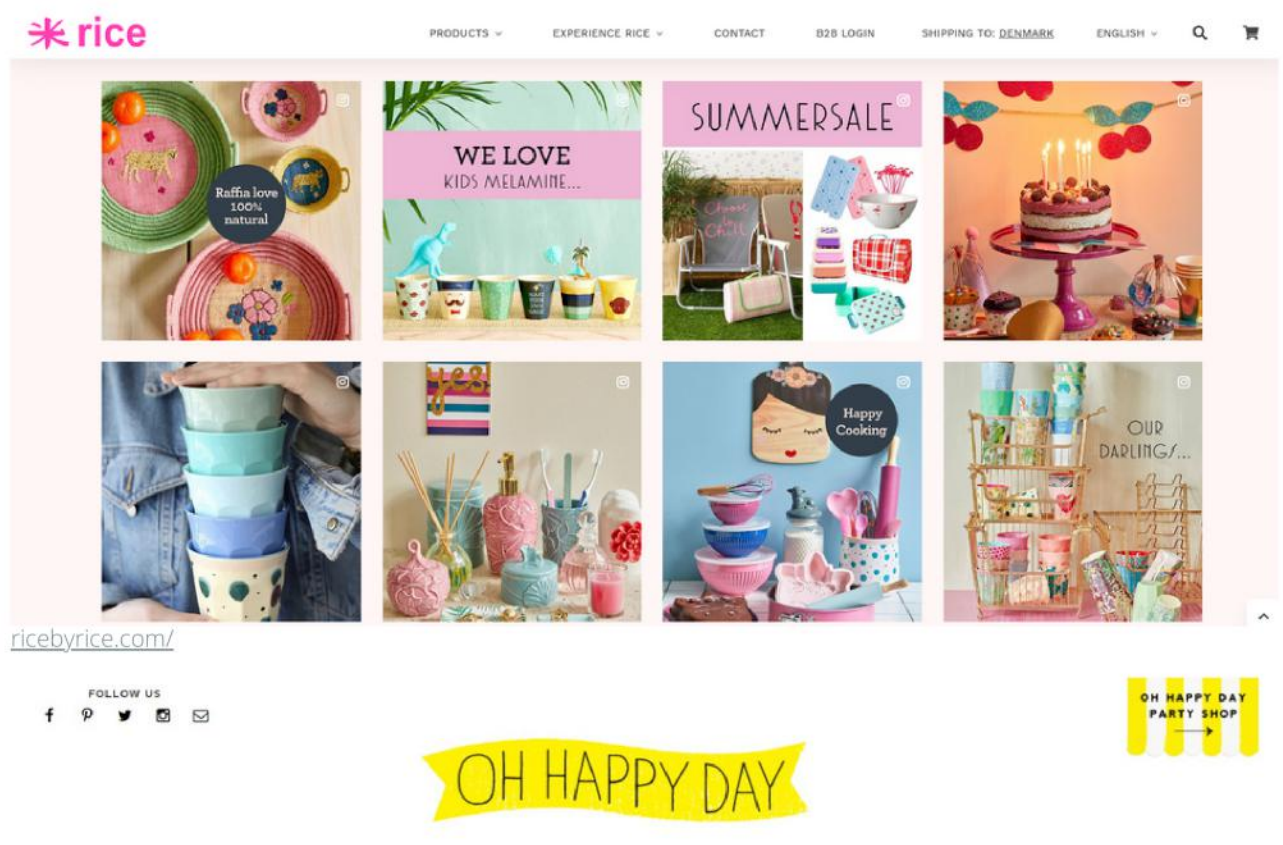 rice
PRODUCTS
EXPERIENCE RICE
CONTACT
B2B LOGIN
SHIPPING TO: DENMARK
ENGLISH
Raffia love
100%
natural
WE LOVE
KIDS MELAMINE...
SUMMERSALE
Choose
to
Chill
yes!
Happy
Cooking
OUR
DARLINGS...
ricebyrice.com/
FOLLOW US
OH HAPPY DAY
PARTY SHOP
OH HAPPY DAY